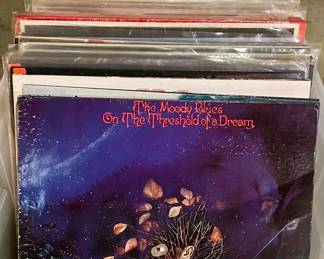 The Moody Blues
On The Threshold of a Dream